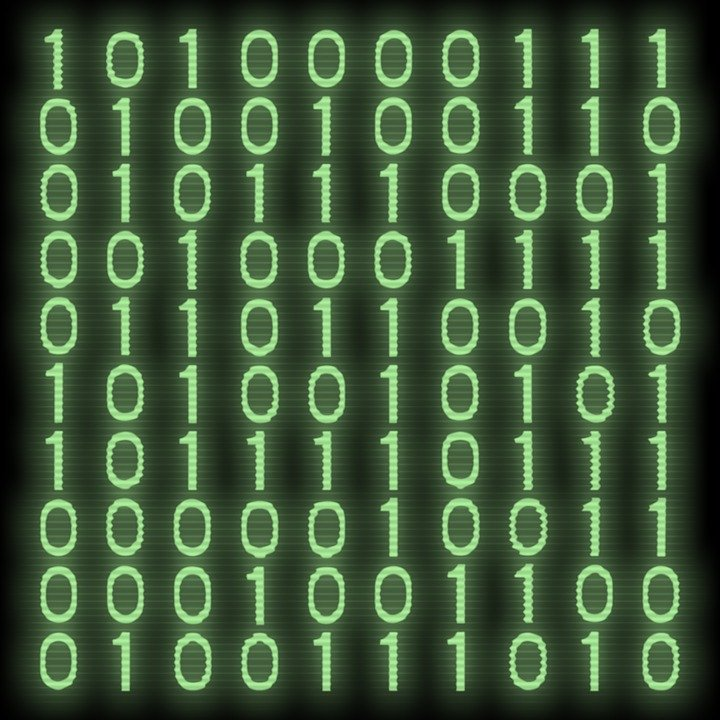 1 0 1 0 0 0 0 1 1 1
0 1 0 0 1 0 0 1 1 0
0 1 0 1 1 1 0 0 0 1
0 0 1 0 0 0 1 1 1 1
0 1 1 0 1 1 0 0 1 0
1 0 1 0 0 1 0 1 0 1
1 0 1 1 1 1 0 1 1 1
0 0 0 0 0 1 0 0 1 1
0 0 0 1 0 0 1 1 0 0
0 1 0 0 1 1 1 0 1 0